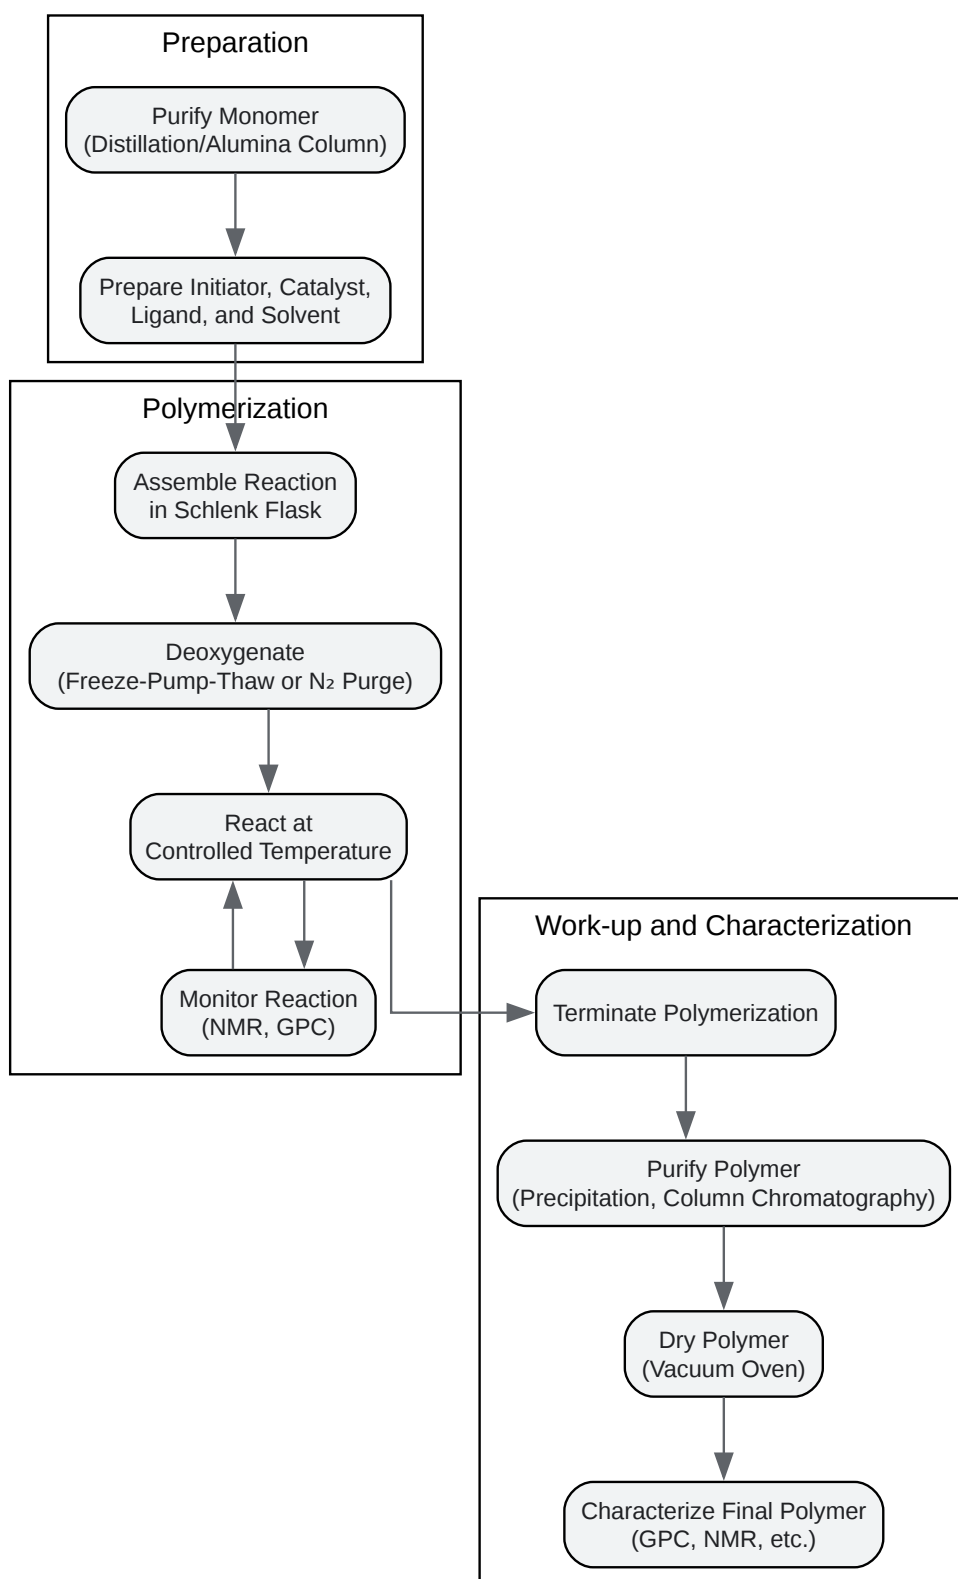 Preparation
Purify Monomer
(Distillation/Alumina Column)
Prepare Initiator, Catalyst,
Ligand, and Solvent
Polymerization
Assemble Reaction
in Schlenk Flask
Deoxygenate
(Freeze-Pump-Thaw or N₂ Purge)
React at
Controlled Temperature
Monitor Reaction
(NMR, GPC)
Work-up and Characterization
Terminate Polymerization
Purify Polymer
(Precipitation, Column Chromatography)
Dry Polymer
(Vacuum Oven)
Characterize Final Polymer
(GPC, NMR, etc.)